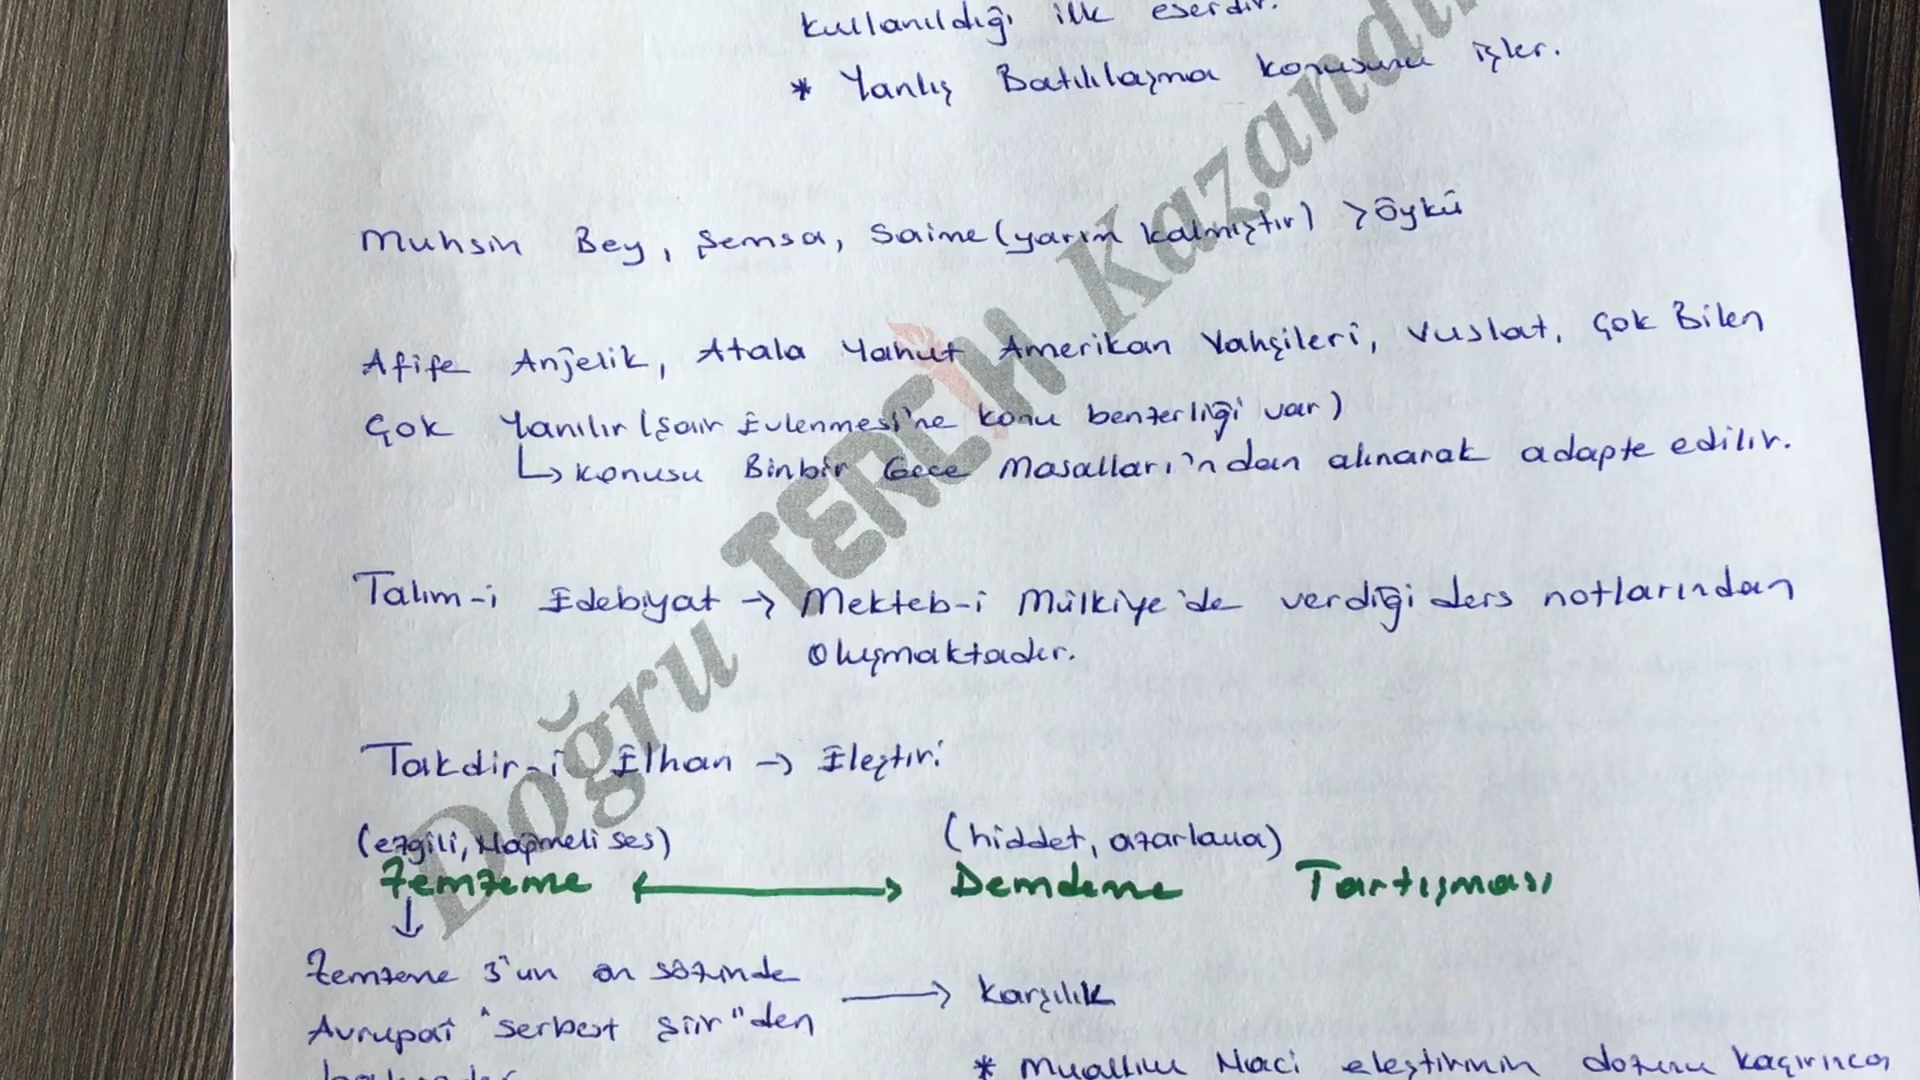 kullanıldığı ilk eserdir.
* Yanlış Batılılaşma konusunu işler.
Muhsin Bey, Şemsa, Saime (yarım kalmıştır) > Öykü
Afife Anjelik, Atala Yahut Amerikan Vahşileri, Vuslat, Çok Bilen
Çok Yanılır (Şair Evlenmesi'ne konu benzerliği var)
↳ konusu Binbir Gece Masalları'ndan alınarak adapte edilir.
Talim-i Edebiyat → Mekteb-i Mülkiye'de verdiği ders notlarından
oluşmaktadır.
Takdir-i Elhan → Eleştiri
(ezgili, nağmeli ses) (hiddet, azarlama)
Zemzeme ↔ Demdeme Tartışması
↓
Zemzeme 3'ün ön sözünde → Karşılık
Avrupai "serbest şiir"den
* Muallim Naci eleştirinin dozunu kaçırınca
Doğru TERCİH Kazandırır